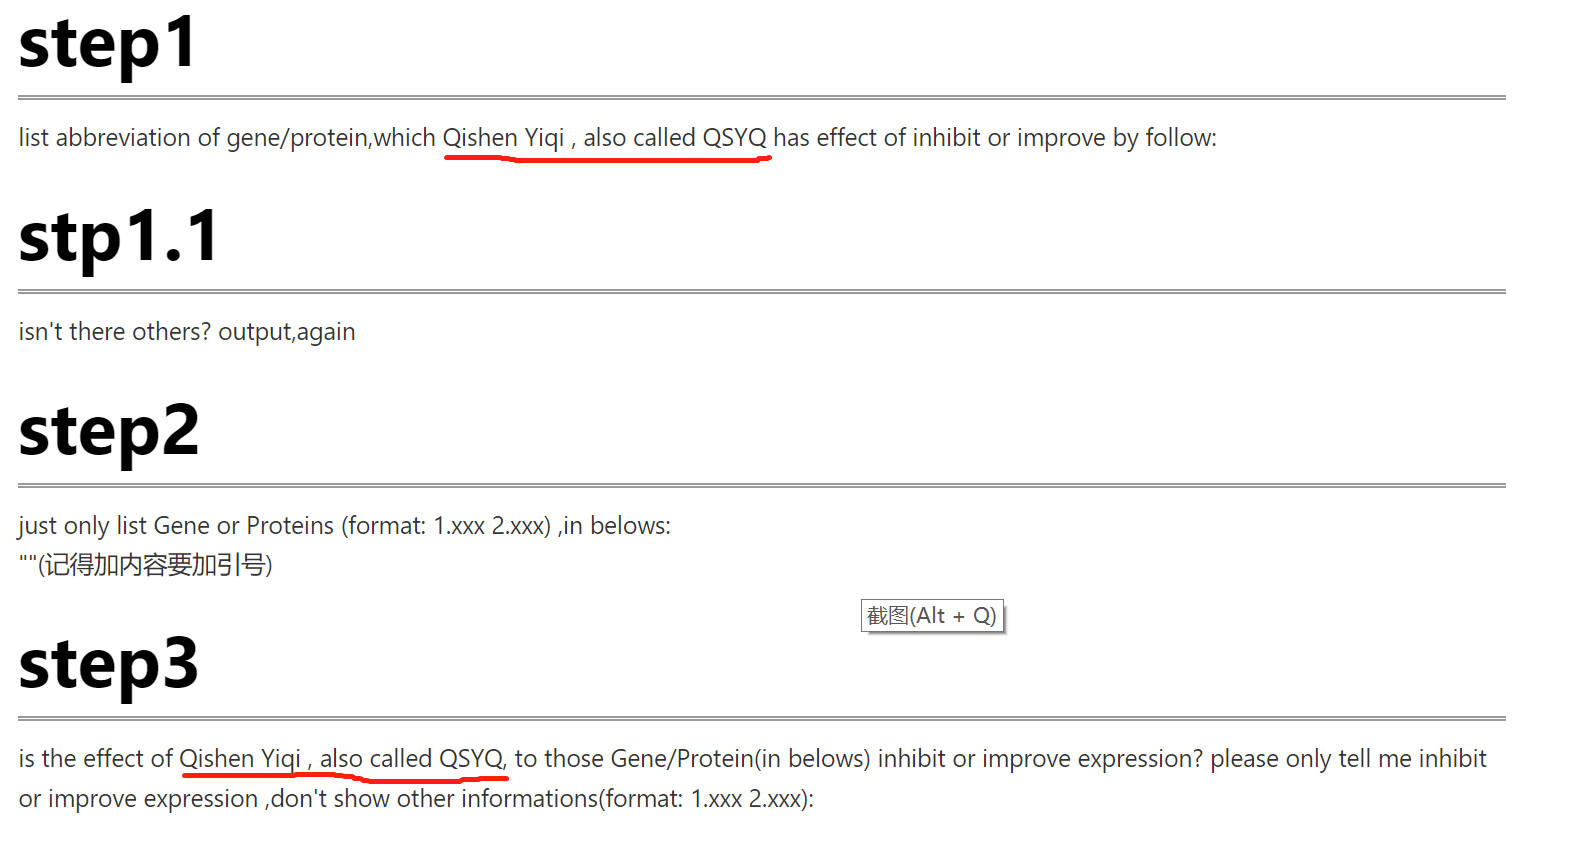 step1
list abbreviation of gene/protein,which Qishen Yiqi , also called QSYQ has effect of inhibit or improve by follow:
stp1.1
isn't there others? output,again
step2
just only list Gene or Proteins (format: 1.xxx 2.xxx) ,in belows:
""(记得加内容要加引号)
截图(Alt + Q)
step3
is the effect of Qishen Yiqi , also called QSYQ, to those Gene/Protein(in belows) inhibit or improve expression? please only tell me inhibit
or improve expression ,don't show other informations(format: 1.xxx 2.xxx):